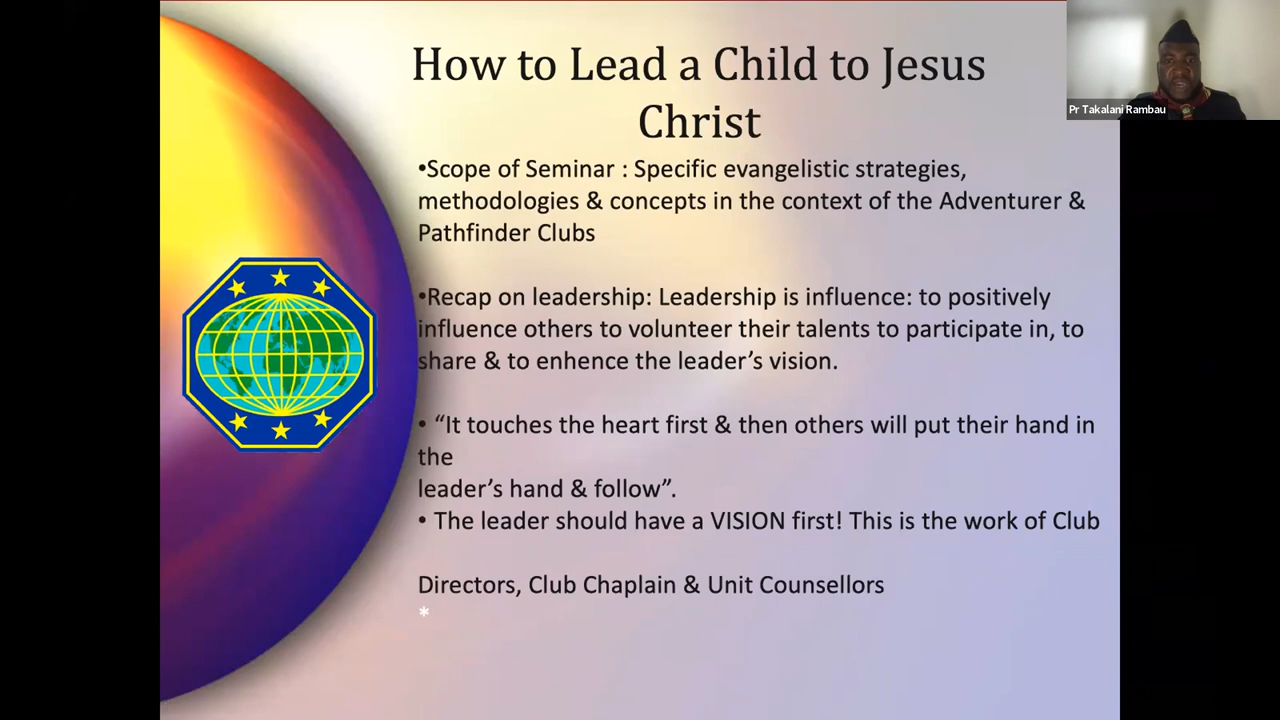 How to Lead a Child to Jesus
Christ
Pr Takalani Rambau
•Scope of Seminar : Specific evangelistic strategies,
methodologies & concepts in the context of the Adventurer &
Pathfinder Clubs
•Recap on leadership: Leadership is influence: to positively
influence others to volunteer their talents to participate in, to
share & to enhence the leader’s vision.
• “It touches the heart first & then others will put their hand in
the
leader’s hand & follow”.
• The leader should have a VISION first! This is the work of Club
Directors, Club Chaplain & Unit Counsellors
*